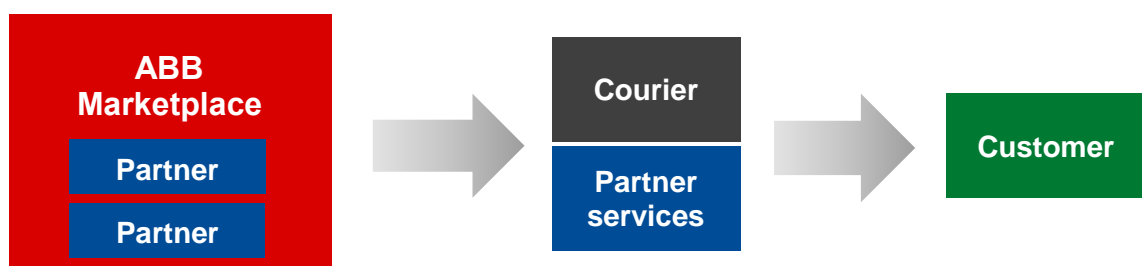 ABB
Marketplace
Partner
Partner
Courier
Partner
services
Customer